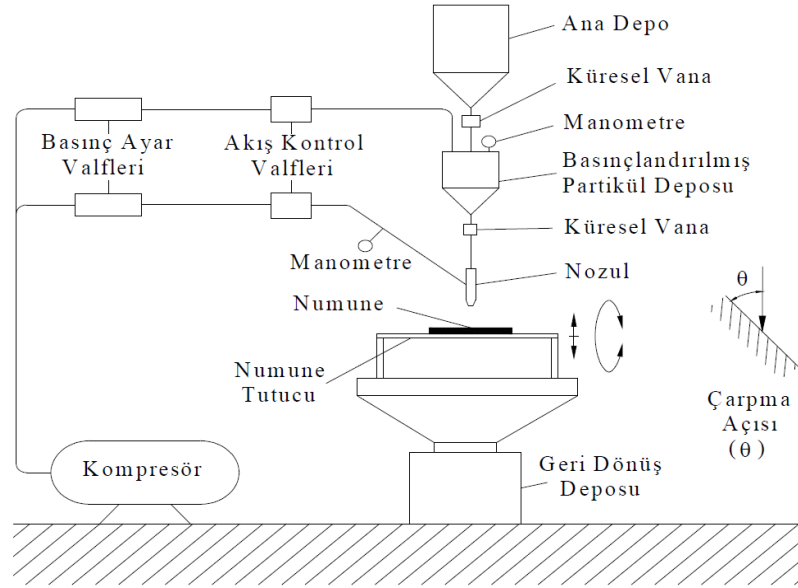 Ana Depo
Küresel Vana
Manometre
Basınç Ayar
Valfleri
Akış Kontrol
Valfleri
Basınçlandırılmış
Partikül Deposu
Küresel Vana
Manometre
Nozul
θ
Numune
Numune
Tutucu
Çarpma
Açısı
(θ)
Kompresör
Geri Dönüş
Deposu